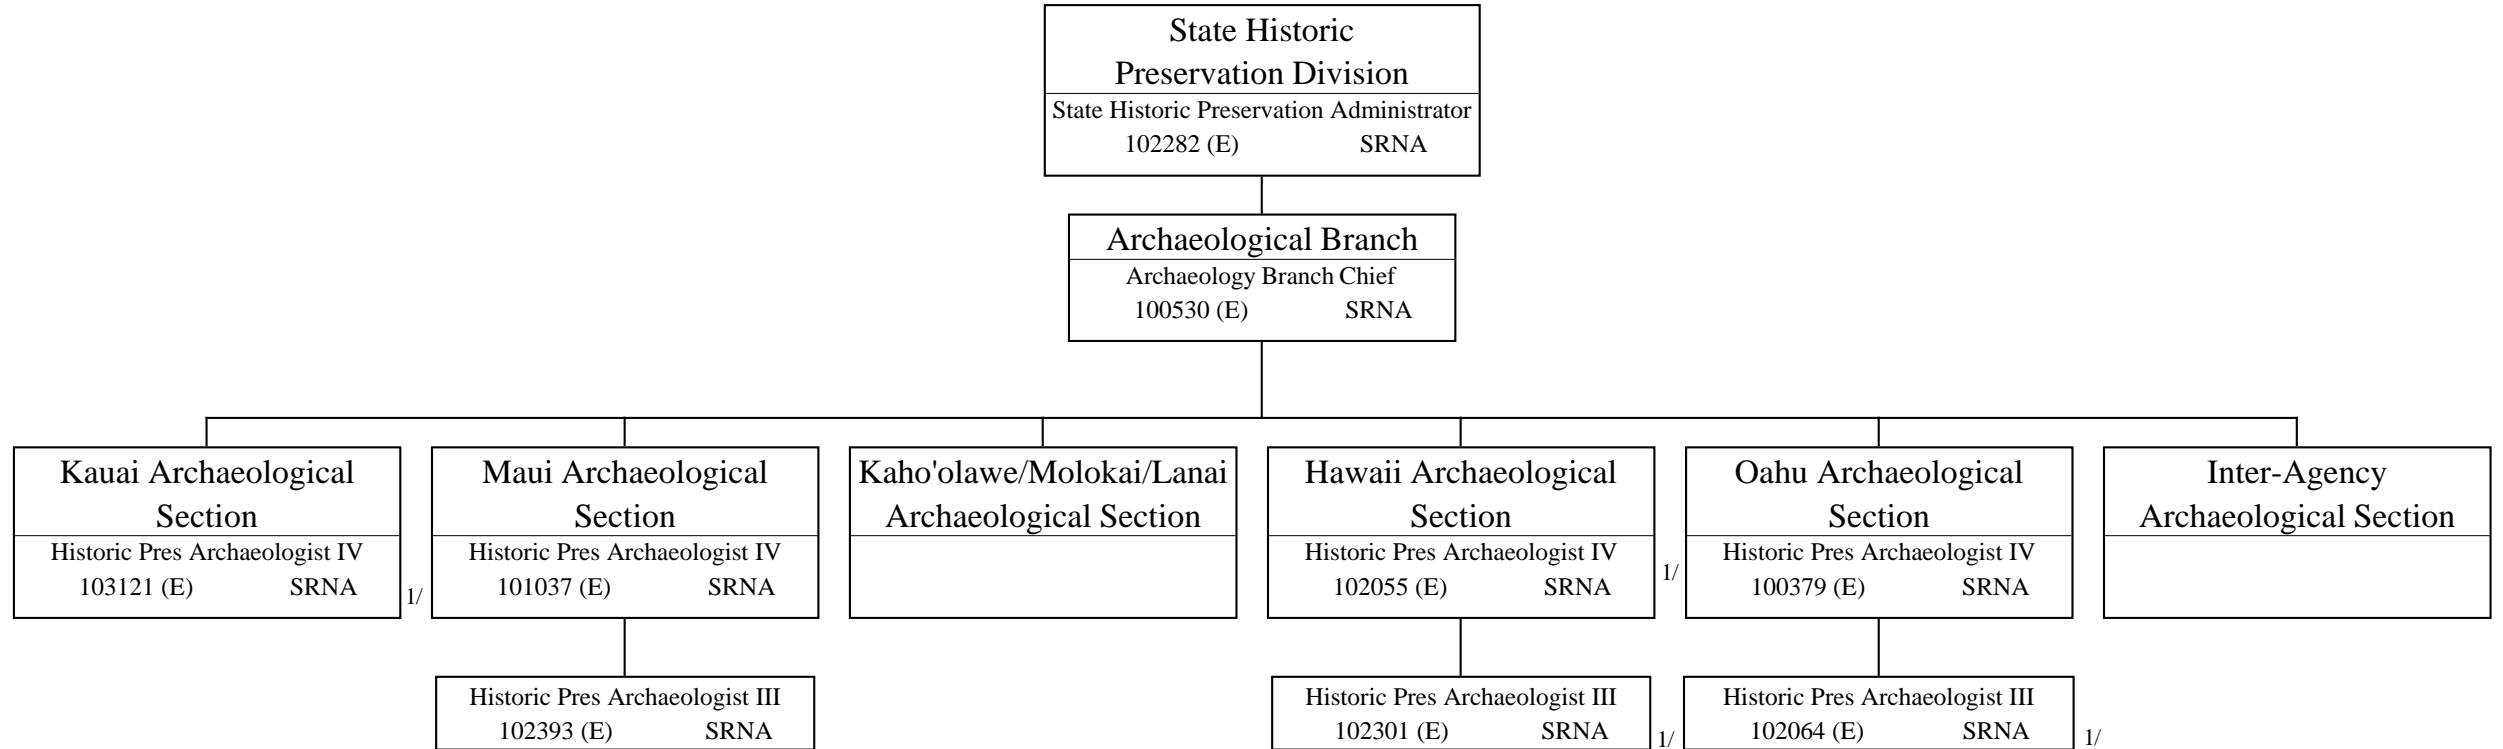 State Historic
Preservation Division
State Historic Preservation Administrator
102282 (E) SRNA
Archaeological Branch
Archaeology Branch Chief
100530 (E) SRNA
Kauai Archaeological
Section
Historic Pres Archaeologist IV
103121 (E) SRNA
1/
Maui Archaeological
Section
Historic Pres Archaeologist IV
101037 (E) SRNA
Kaho'olawe/Molokai/Lanai
Archaeological Section
Hawaii Archaeological
Section
Historic Pres Archaeologist IV
102055 (E) SRNA
1/
Oahu Archaeological
Section
Historic Pres Archaeologist IV
100379 (E) SRNA
Inter-Agency
Archaeological Section
Historic Pres Archaeologist III
102393 (E) SRNA
Historic Pres Archaeologist III
102301 (E) SRNA
1/
Historic Pres Archaeologist III
102064 (E) SRNA
1/